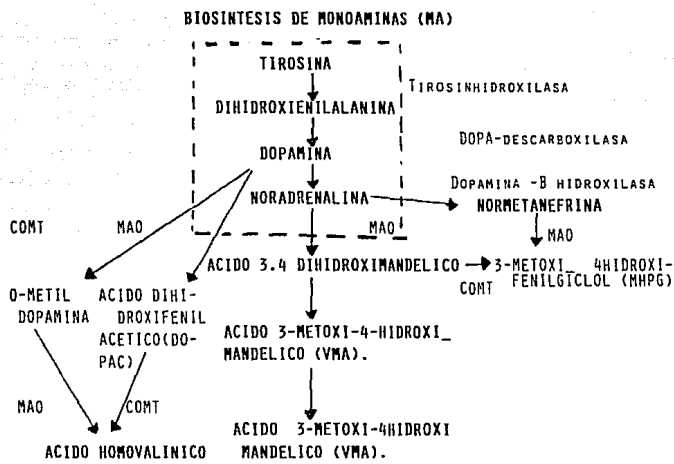 BIOSINTESIS DE MONOAMINAS (MA)
TIROSINA
TIROSINHIDROXILASA
DIHIDROXIENILALANINA
DOPA-DESCARBOXILASA
DOPAMINA
DOPAMINA -B HIDROXILASA
NORADRENALINA
NORMETANEFRINA
COMT MAO MAO MAO
ACIDO 3.4 DIHIDROXIMANDELICO 3-METOXI_ 4HIDROXI-
COMT FENILGICLOL (MHPG)
O-METIL
DOPAMINA
ACIDO DIHI-
DROXIFENIL
ACETICO(DO-
PAC)
ACIDO 3-METOXI-4-HIDROXI_
MANDELICO (VMA).
MAO COMT
ACIDO 3-METOXI-4HIDROXI
MANDELICO (VMA).
ACIDO HOMOVALINICO